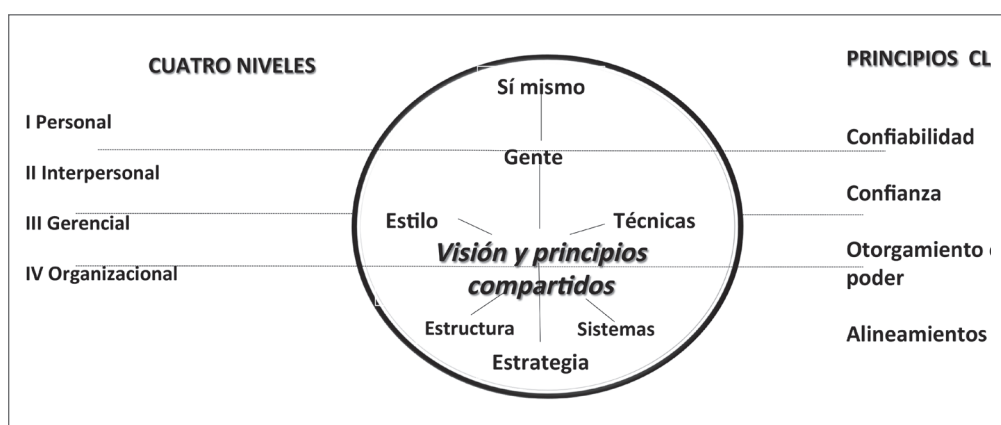 CUATRO NIVELES
I Personal
II Interpersonal
III Gerencial
IV Organizacional
Sí mismo
Gente
Estilo
Técnicas
Visión y principios
compartidos
Estructura
Sistemas
Estrategia
PRINCIPIOS
Confiabilidad
Confianza
Otorgamiento
poder
Alineamientos